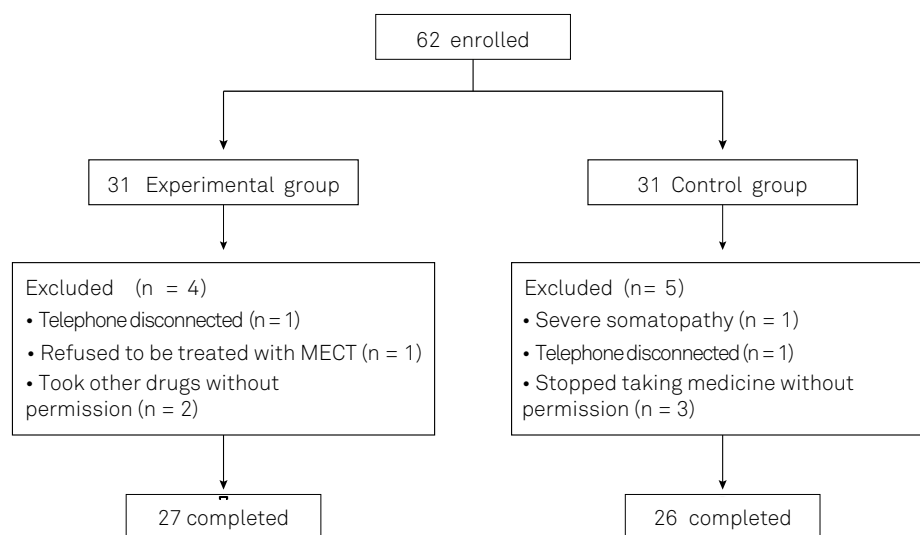 62 enrolled
31 Experimental group
31 Control group
Excluded (n = 4)
• Telephone disconnected (n = 1)
• Refused to be treated with MECT (n = 1)
• Took other drugs without
permission (n = 2)
Excluded (n= 5)
• Severe somatopathy (n = 1)
• Telephone disconnected (n = 1)
• Stopped taking medicine without
permission (n = 3)
27 completed
26 completed